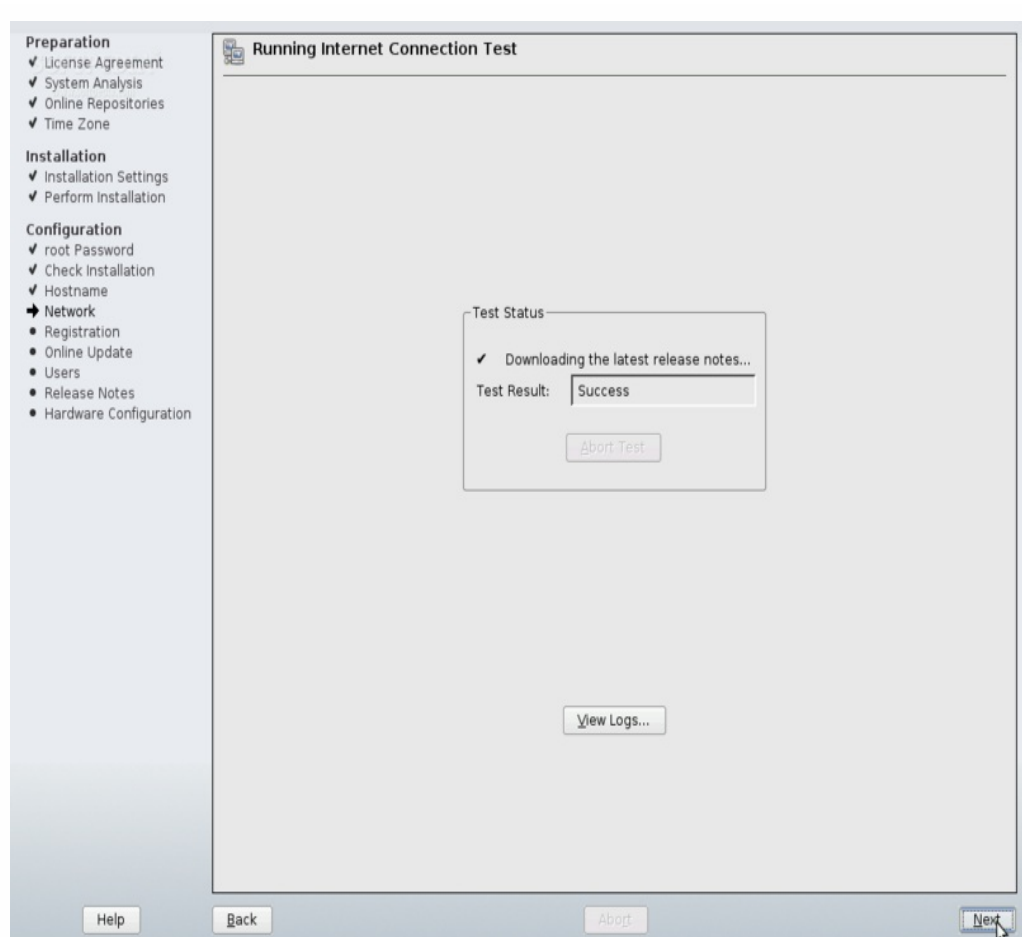 Preparation
License Agreement
System Analysis
Online Repositories
Time Zone
Installation
Installation Settings
Perform Installation
Configuration
root Password
Check Installation
Hostname
Network
Registration
Online Update
Users
Release Notes
Hardware Configuration
Running Internet Connection Test
Test Status
Downloading the latest release notes...
Test Result: Success
Abort Test
View Logs...
Help
Back
Abort
Next